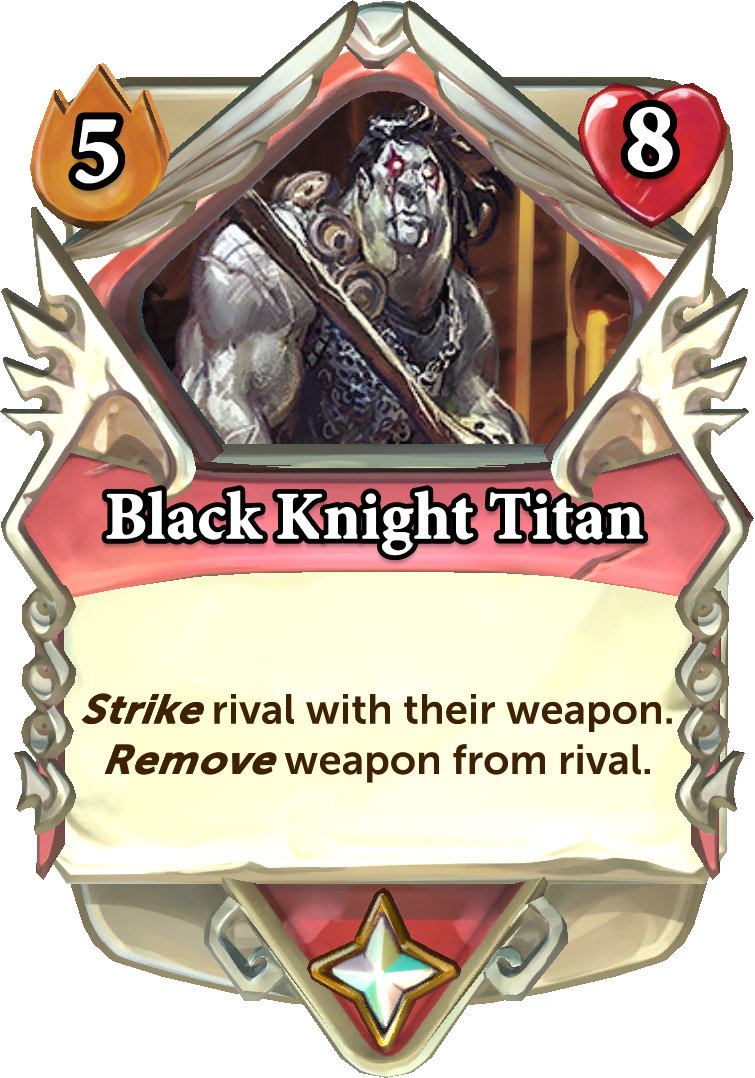 5
8
Black Knight Titan
Strike rival with their weapon.
Remove weapon from rival.